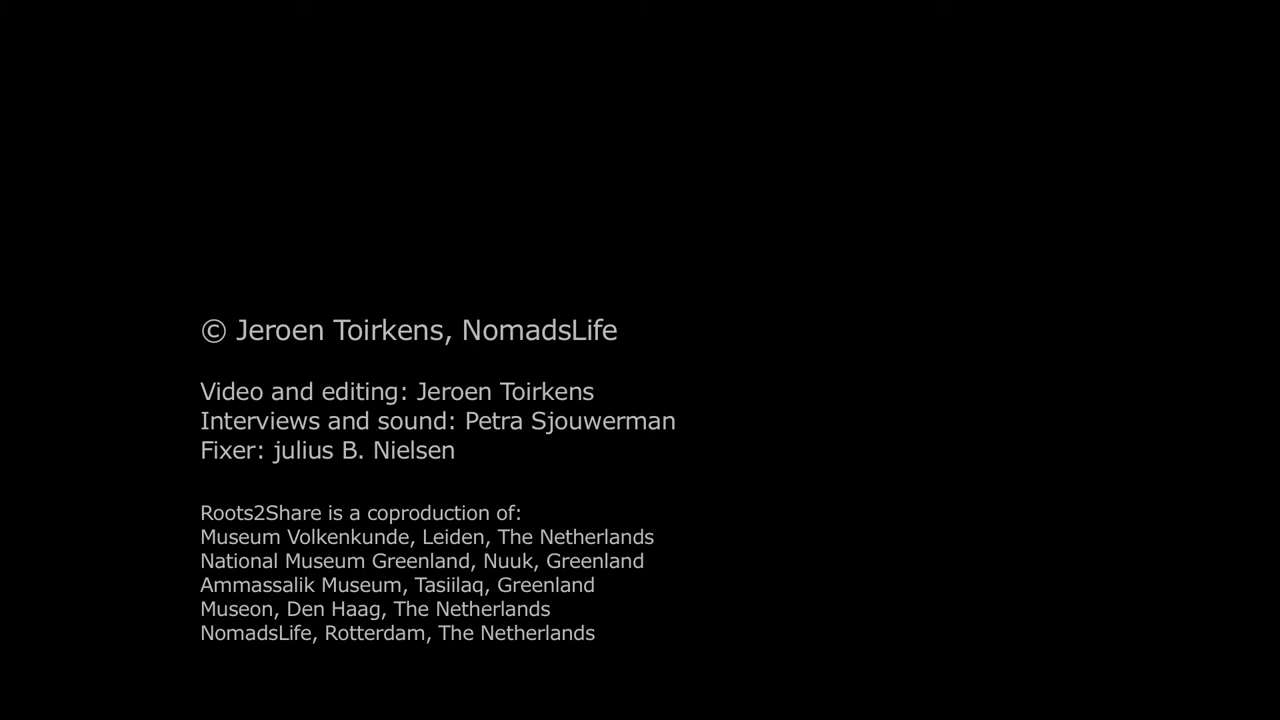 © Jeroen Toirkens, NomadsLife
Video and editing: Jeroen Toirkens
Interviews and sound: Petra Sjouwerman
Fixer: julius B. Nielsen
Roots2Share is a coproduction of:
Museum Volkenkunde, Leiden, The Netherlands
National Museum Greenland, Nuuk, Greenland
Ammassalik Museum, Tasiilaq, Greenland
Museon, Den Haag, The Netherlands
NomadsLife, Rotterdam, The Netherlands